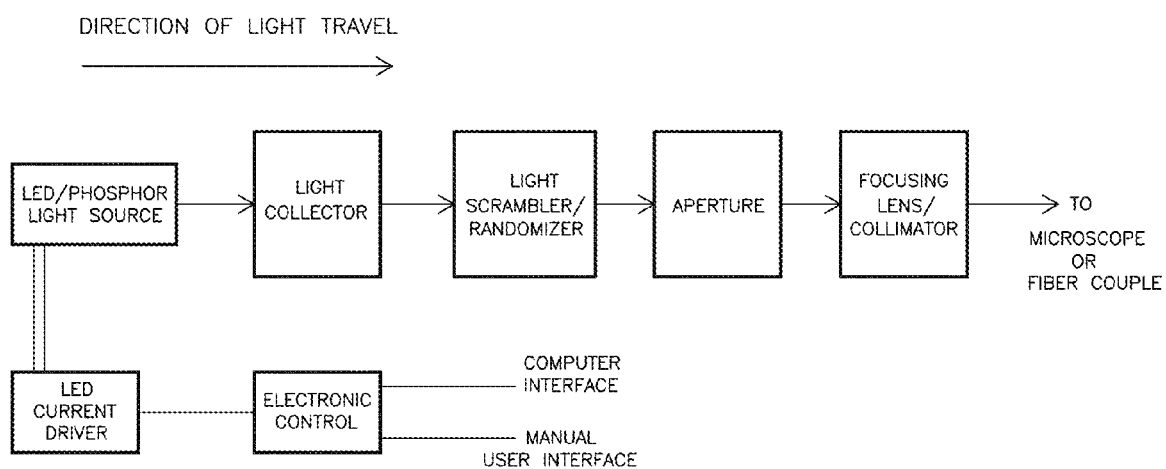 DIRECTION OF LIGHT TRAVEL
LED/PHOSPHOR
LIGHT SOURCE
LIGHT
COLLECTOR
LIGHT
SCRAMBLER/
RANDOMIZER
APERTURE
FOCUSING
LENS/
COLLIMATOR
TO
MICROSCOPE
OR
FIBER COUPLE
LED
CURRENT
DRIVER
ELECTRONIC
CONTROL
COMPUTER
INTERFACE
MANUAL
USER INTERFACE